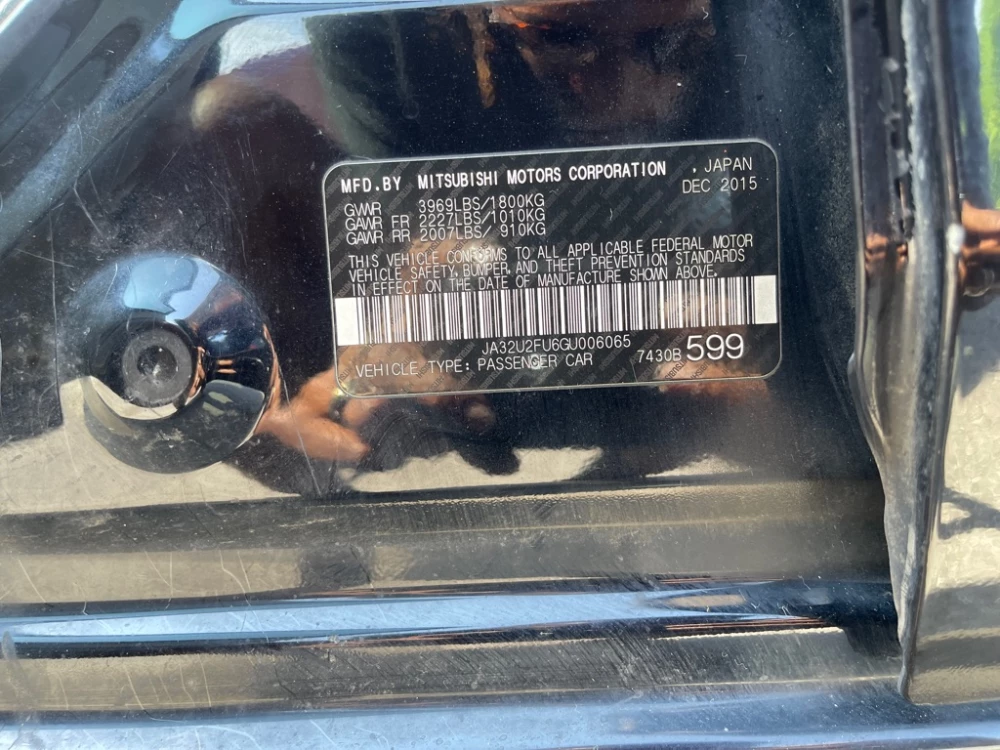 MFD.BY MITSUBISHI MOTORS CORPORATION . JAPAN
DEC 2015
GVWR 3969LBS/1800KG
GAWR FR 2227LBS/1010KG
GAWR RR 2007LBS/ 910KG
THIS VEHICLE CONFORMS TO ALL APPLICABLE FEDERAL MOTOR
VEHICLE SAFETY, BUMPER, AND THEFT PREVENTION STANDARDS
IN EFFECT ON THE DATE OF MANUFACTURE SHOWN ABOVE.
JA32U2FU6GU006065
VEHICLE TYPE: PASSENGER CAR 7430B 599